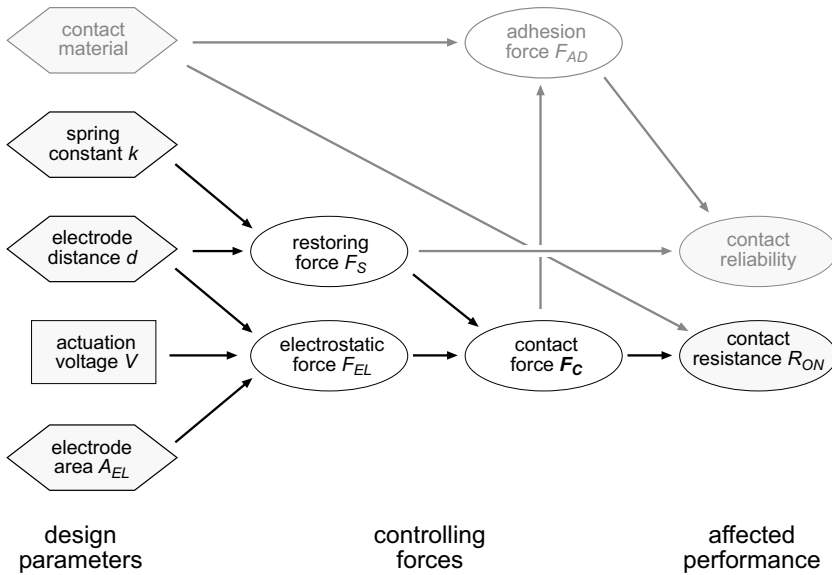 contact
material
adhesion
force F_AD
spring
constant k
electrode
distance d
restoring
force F_S
contact
reliability
actuation
voltage V
electrostatic
force F_EL
contact
force F_C
contact
resistance R_ON
electrode
area A_EL
design
parameters
controlling
forces
affected
performance